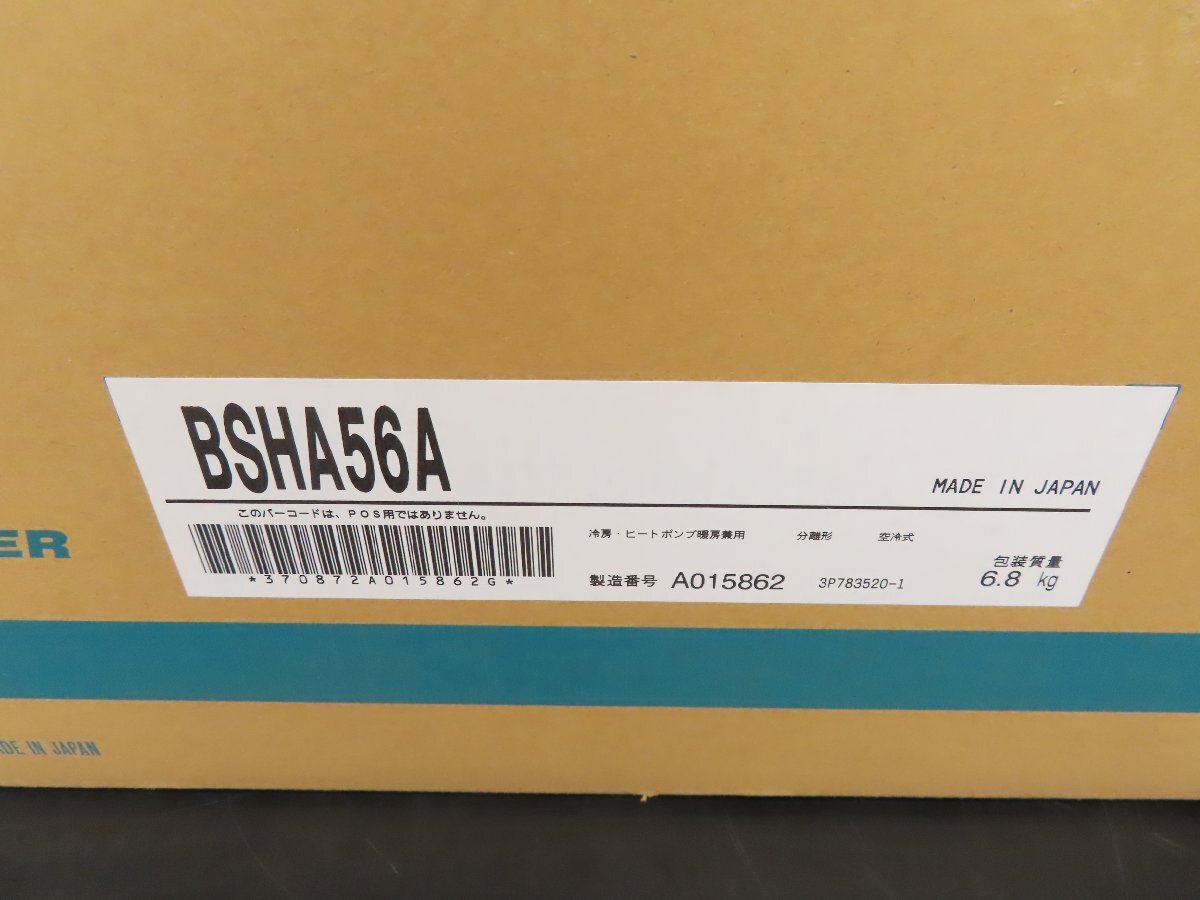 BSHA56A
MADE IN JAPAN
このバーコードは、POS用ではありません。
*370872A015862G*
冷房・ヒートポンプ暖房兼用 分離形 空冷式
製造番号 A015862 3P783520-1
包装質量
6.8 kg
ER
ADE IN JAPAN